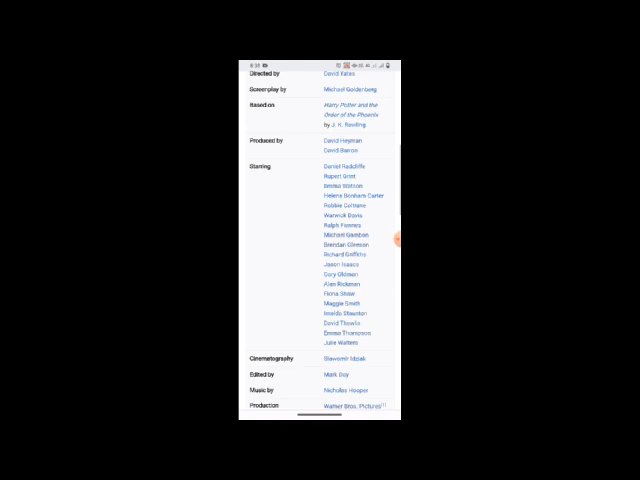 8:38
Directed by David Yates
Screenplay by Michael Goldenberg
Based on Harry Potter and the
Order of the Phoenix
by J. K. Rowling
Produced by David Heyman
David Barron
Starring Daniel Radcliffe
Rupert Grint
Emma Watson
Helena Bonham Carter
Robbie Coltrane
Warwick Davis
Ralph Fiennes
Michael Gambon
Brendan Gleeson
Richard Griffiths
Jason Isaacs
Gary Oldman
Alan Rickman
Fiona Shaw
Maggie Smith
Imelda Staunton
David Thewlis
Emma Thompson
Julie Walters
Cinematography Sławomir Idziak
Edited by Mark Day
Music by Nicholas Hooper
Production Warner Bros. Pictures[1]